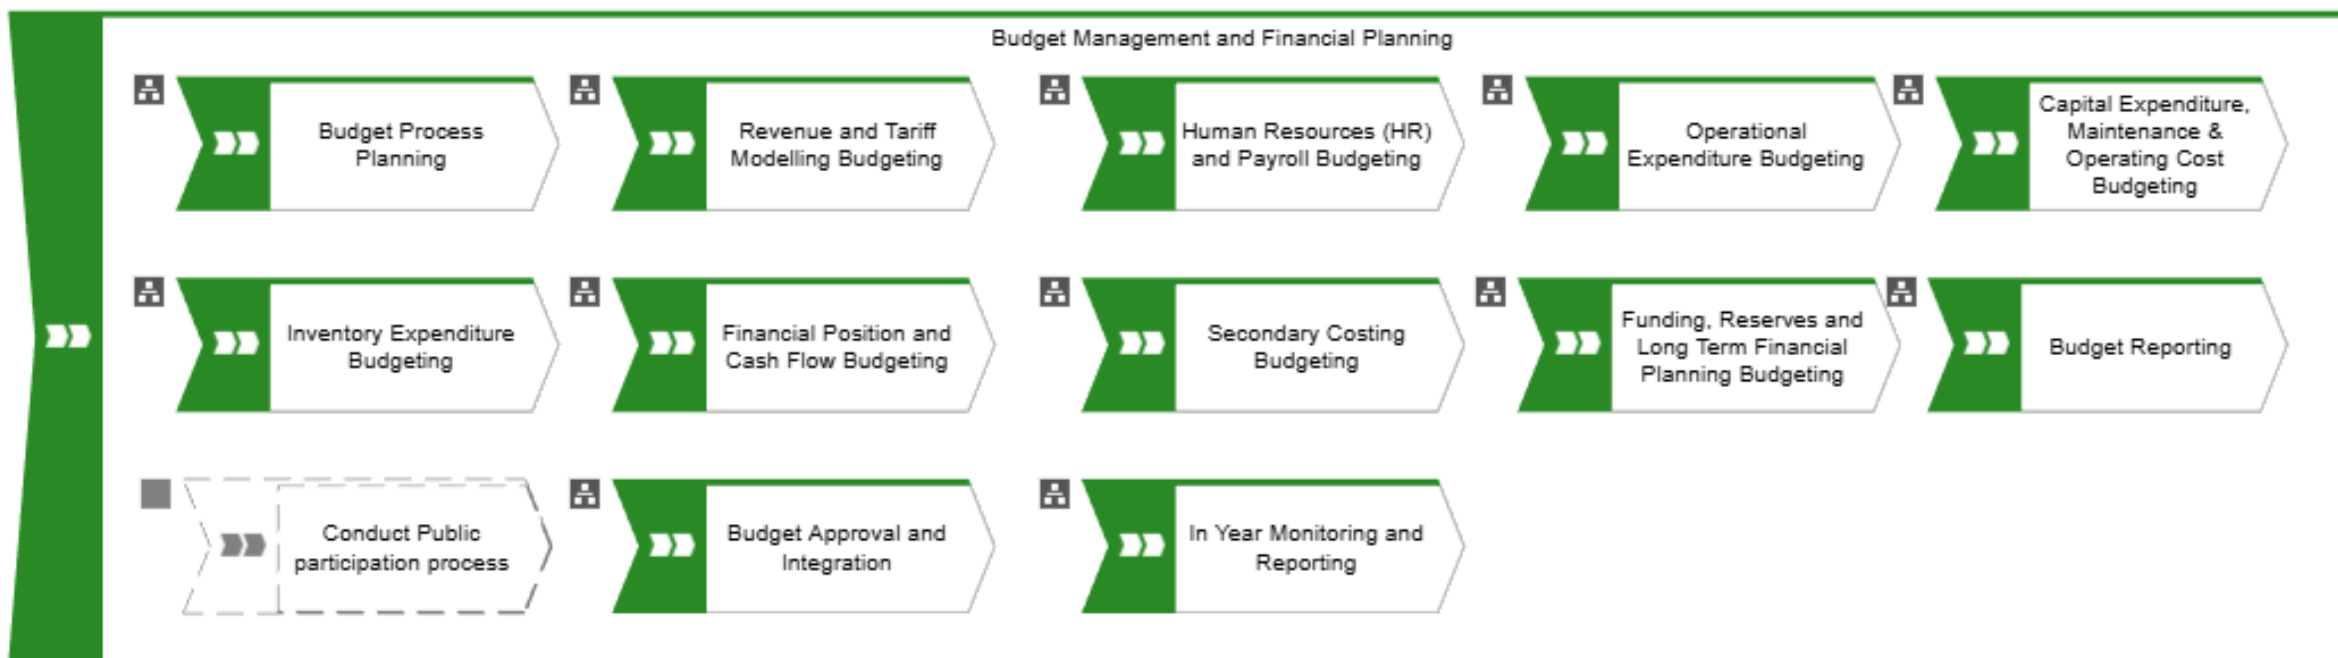 Budget Management and Financial Planning
Budget Process
Planning
Revenue and Tariff
Modelling Budgeting
Human Resources (HR)
and Payroll Budgeting
Operational
Expenditure Budgeting
Capital Expenditure,
Maintenance &
Operating Cost
Budgeting
Inventory Expenditure
Budgeting
Financial Position and
Cash Flow Budgeting
Secondary Costing
Budgeting
Funding, Reserves and
Long Term Financial
Planning Budgeting
Budget Reporting
Conduct Public
participation process
Budget Approval and
Integration
In Year Monitoring and
Reporting